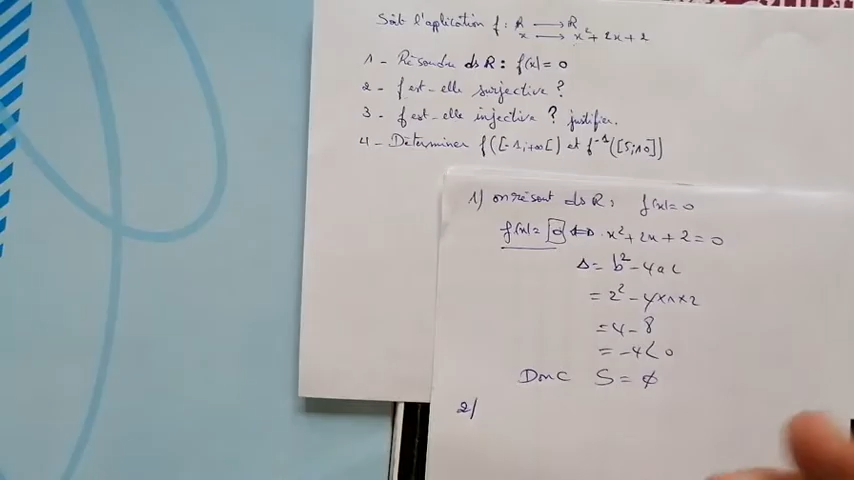 Soit l'application f : R → R
x → x² + 2x + 2
1 - Résoudre ds R : f(x) = 0
2 - f est-elle surjective ?
3 - f est-elle injective ? justifier.
4 - Déterminer f([-1; +∞[) et f⁻¹([5; 10])
1) on résout ds R : f(x) = 0
f(x) = 0 ⇔ x² + 2x + 2 = 0
Δ = b² - 4ac
= 2² - 4×1×2
= 4 - 8
= -4 < 0
Donc S = ∅
2/